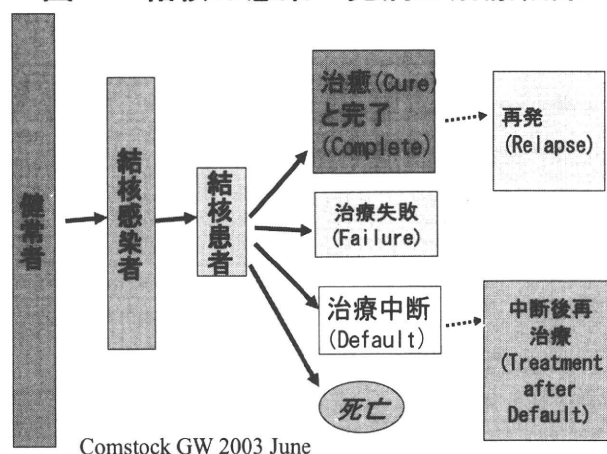 健常者
結核感染者
結核患者
治癒(Cure)
と完了
(Complete)
再発
(Relapse)
治療失敗
(Failure)
治療中断
(Default)
中断後再
治療
(Treatment
after
Default)
死亡
Comstock GW 2003 June